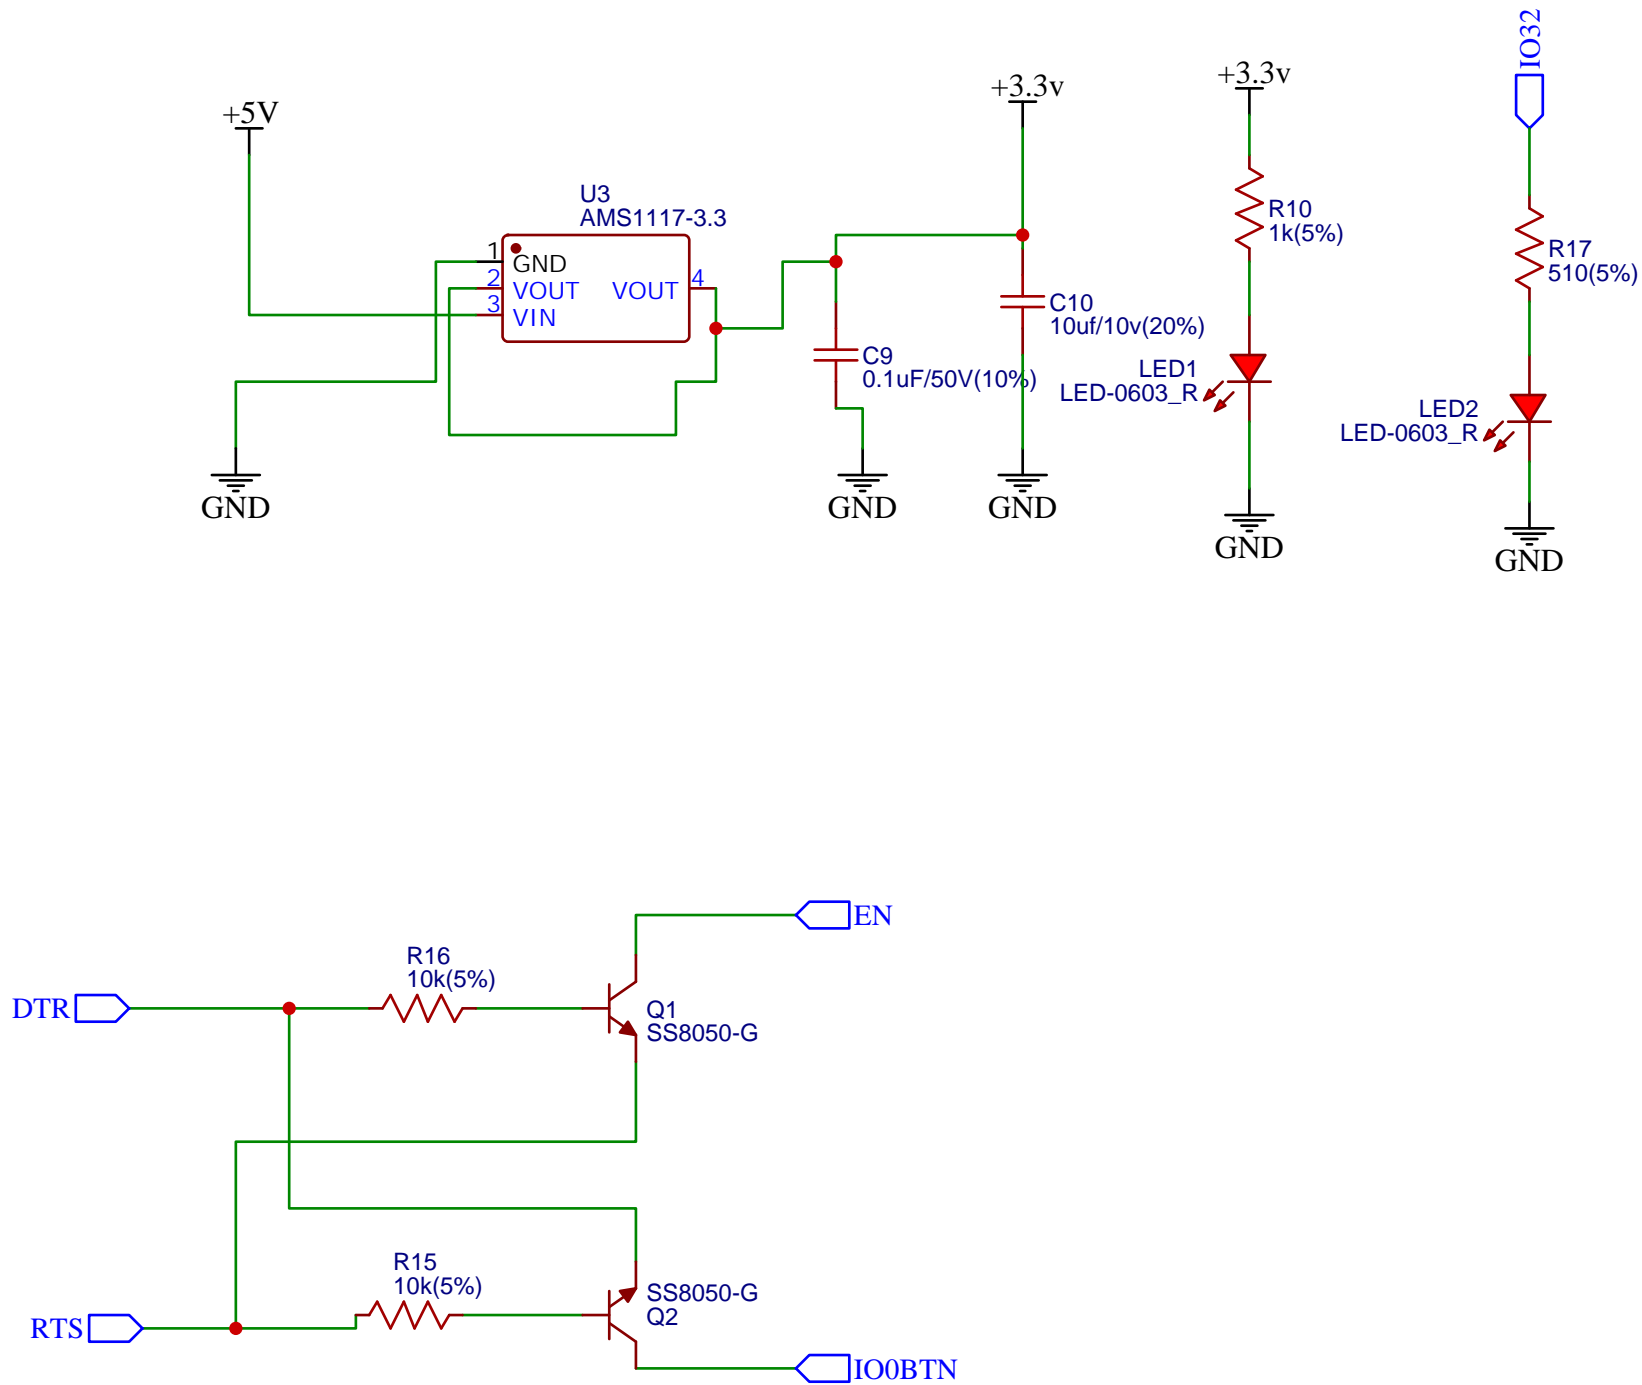 IO32
+5V
+3.3v
+3.3v
U3
AMS1117-3.3
1
GND
2
VOUT
3
VIN
VOUT
4
C9
0.1uF/50V(10%)
C10
10uf/10v(20%)
R10
1k(5%)
R17
510(5%)
LED1
LED-0603_R
LED2
LED-0603_R
GND
GND
GND
GND
GND
EN
R16
10k(5%)
DTR
Q1
SS8050-G
R15
10k(5%)
SS8050-G
Q2
RTS
IO0BTN